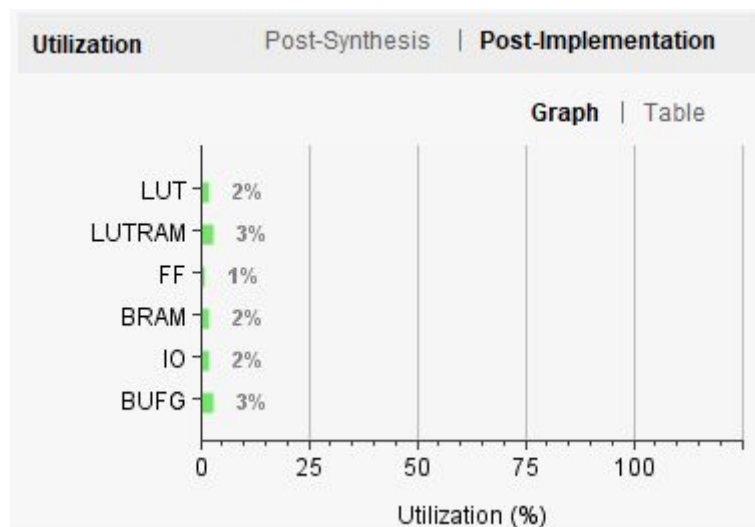 Utilization Post-Synthesis | Post-Implementation
Graph | Table
LUT 2%
LUTRAM 3%
FF 1%
BRAM 2%
IO 2%
BUFG 3%
0 25 50 75 100
Utilization (%)